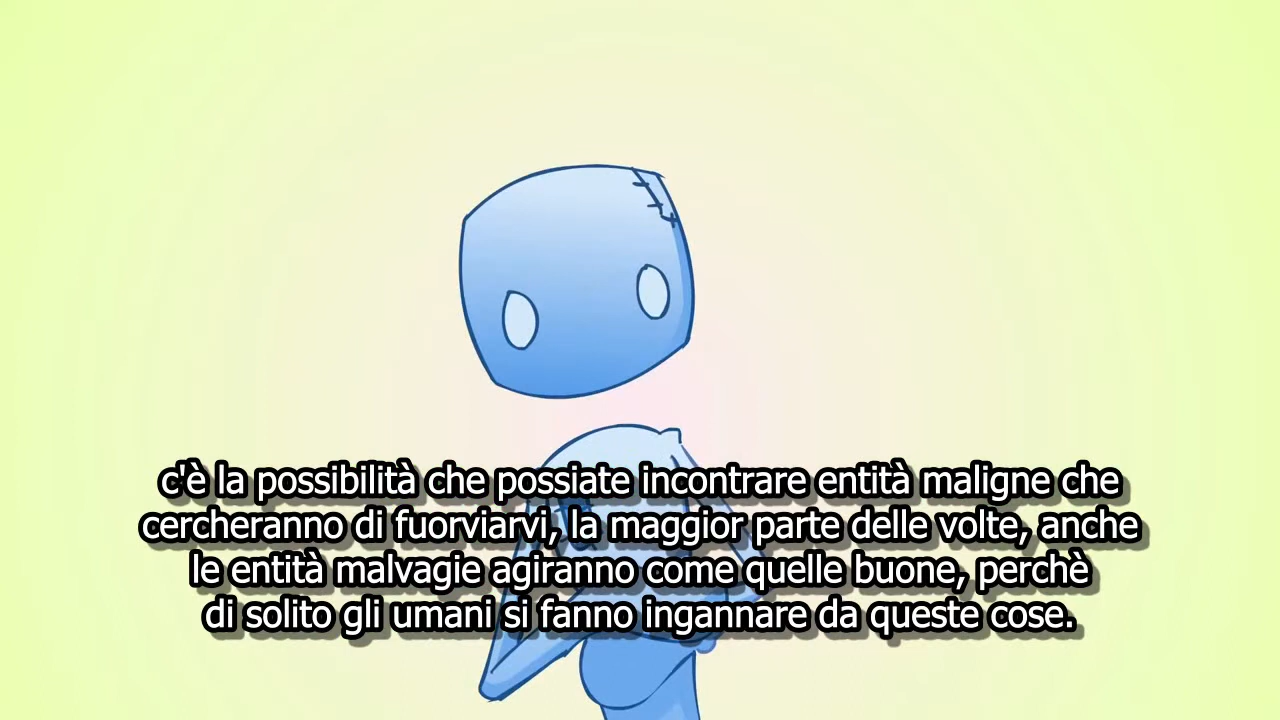 c'è la possibilità che possiate incontrare entità maligne che
cercheranno di fuorviarvi, la maggior parte delle volte, anche
le entità malvagie agiranno come quelle buone, perchè
di solito gli umani si fanno ingannare da queste cose.